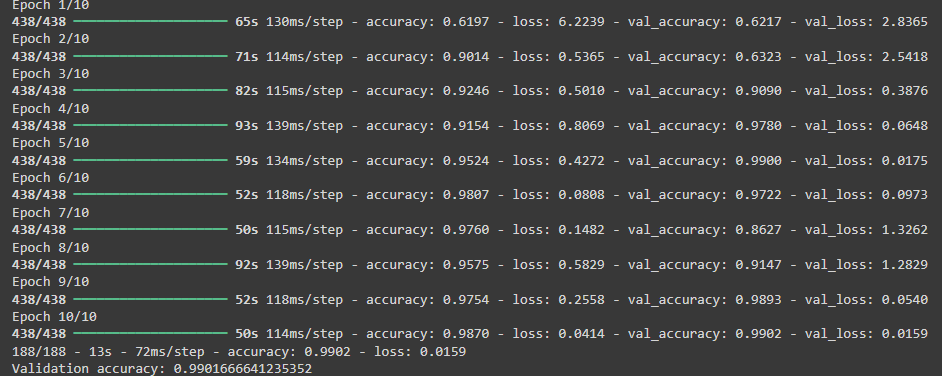 Epoch 1/10
438/438 ━━━━━━━━━━━━━━━━━━━━ 65s 130ms/step - accuracy: 0.6197 - loss: 6.2239 - val_accuracy: 0.6217 - val_loss: 2.8365
Epoch 2/10
438/438 ━━━━━━━━━━━━━━━━━━━━ 71s 114ms/step - accuracy: 0.9014 - loss: 0.5365 - val_accuracy: 0.6323 - val_loss: 2.5418
Epoch 3/10
438/438 ━━━━━━━━━━━━━━━━━━━━ 82s 115ms/step - accuracy: 0.9246 - loss: 0.5010 - val_accuracy: 0.9090 - val_loss: 0.3876
Epoch 4/10
438/438 ━━━━━━━━━━━━━━━━━━━━ 93s 139ms/step - accuracy: 0.9154 - loss: 0.8069 - val_accuracy: 0.9780 - val_loss: 0.0648
Epoch 5/10
438/438 ━━━━━━━━━━━━━━━━━━━━ 59s 134ms/step - accuracy: 0.9524 - loss: 0.4272 - val_accuracy: 0.9900 - val_loss: 0.0175
Epoch 6/10
438/438 ━━━━━━━━━━━━━━━━━━━━ 52s 118ms/step - accuracy: 0.9807 - loss: 0.0808 - val_accuracy: 0.9722 - val_loss: 0.0973
Epoch 7/10
438/438 ━━━━━━━━━━━━━━━━━━━━ 50s 115ms/step - accuracy: 0.9760 - loss: 0.1482 - val_accuracy: 0.8627 - val_loss: 1.3262
Epoch 8/10
438/438 ━━━━━━━━━━━━━━━━━━━━ 92s 139ms/step - accuracy: 0.9575 - loss: 0.5829 - val_accuracy: 0.9147 - val_loss: 1.2829
Epoch 9/10
438/438 ━━━━━━━━━━━━━━━━━━━━ 52s 118ms/step - accuracy: 0.9754 - loss: 0.2558 - val_accuracy: 0.9893 - val_loss: 0.0540
Epoch 10/10
438/438 ━━━━━━━━━━━━━━━━━━━━ 50s 114ms/step - accuracy: 0.9870 - loss: 0.0414 - val_accuracy: 0.9902 - val_loss: 0.0159
188/188 - 13s - 72ms/step - accuracy: 0.9902 - loss: 0.0159
Validation accuracy: 0.9901666641235352